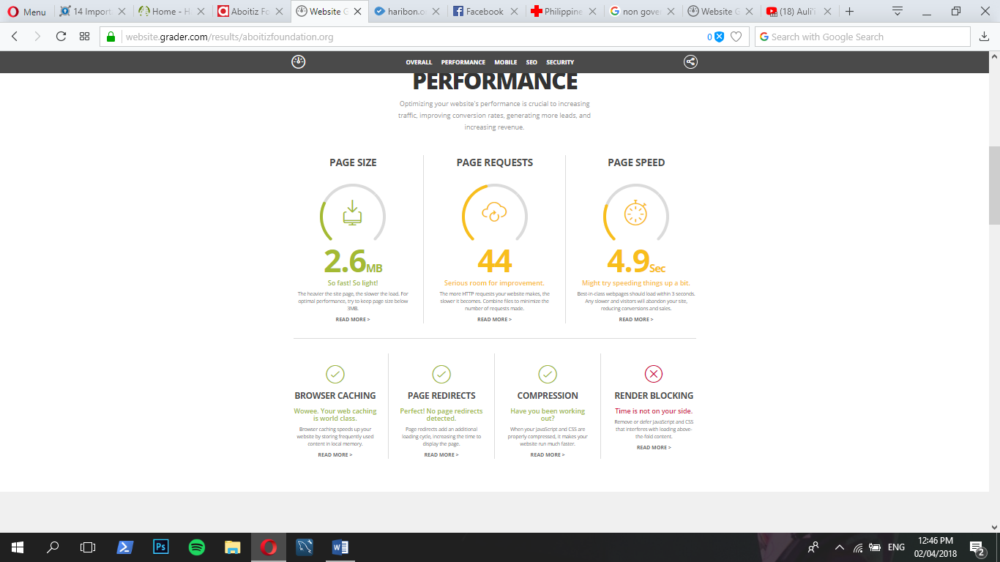 Menu
14 Import
Home - H
Aboitiz Fo
Website G
haribon.o
Facebook
Philippine
non gove
Website G
(18) Auli'i
website.grader.com/results/aboitizfoundation.org
0
Search with Google Search
OVERALL PERFORMANCE MOBILE SEO SECURITY
PERFORMANCE
Optimizing your website's performance is crucial to increasing
traffic, improving conversion rates, generating more leads, and
increasing revenue.
PAGE SIZE
2.6MB
So fast! So light!
The heavier the site page, the slower the load. For
optimal performance, try to keep page size below
3MB.
READ MORE >
PAGE REQUESTS
44
Serious room for improvement.
The more HTTP requests your website makes, the
slower it becomes. Combine files to minimize the
number of requests made.
READ MORE >
PAGE SPEED
4.9Sec
Might try speeding things up a bit.
Best-in-class webpages should load within 3 seconds.
Any slower and visitors will abandon your site,
reducing conversions and sales.
READ MORE >
BROWSER CACHING
Wowee. Your web caching
is world class.
Browser caching speeds up your
website by storing frequently used
content in local memory.
READ MORE >
PAGE REDIRECTS
Perfect! No page redirects
detected.
Page redirects add an additional
loading cycle, increasing the time to
display the page.
READ MORE >
COMPRESSION
Have you been working
out?
When your JavaScript and CSS are
properly compressed, it makes your
website run much faster.
READ MORE >
RENDER BLOCKING
Time is not on your side.
Remove or defer JavaScript and CSS
that interferes with loading above-
the-fold content.
READ MORE >
Ps
W
ENG
12:46 PM
02/04/2018
2